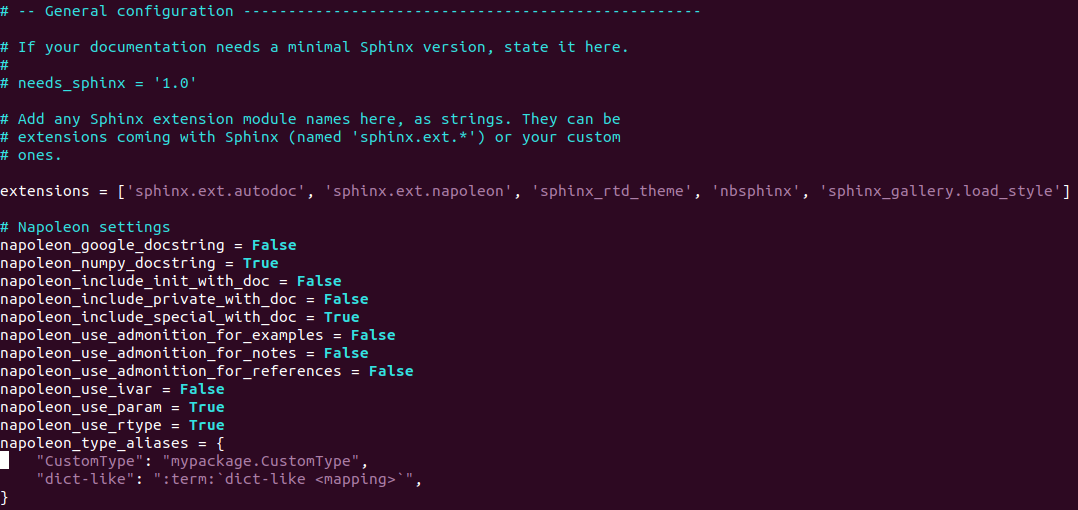 # -- General configuration ---------------------------------------------------

# If your documentation needs a minimal Sphinx version, state it here.
#
# needs_sphinx = '1.0'

# Add any Sphinx extension module names here, as strings. They can be
# extensions coming with Sphinx (named 'sphinx.ext.*') or your custom
# ones.

extensions = ['sphinx.ext.autodoc', 'sphinx.ext.napoleon', 'sphinx_rtd_theme', 'nbsphinx', 'sphinx_gallery.load_style']

# Napoleon settings
napoleon_google_docstring = False
napoleon_numpy_docstring = True
napoleon_include_init_with_doc = False
napoleon_include_private_with_doc = False
napoleon_include_special_with_doc = True
napoleon_use_admonition_for_examples = False
napoleon_use_admonition_for_notes = False
napoleon_use_admonition_for_references = False
napoleon_use_ivar = False
napoleon_use_param = True
napoleon_use_rtype = True
napoleon_type_aliases = {
    "CustomType": "mypackage.CustomType",
    "dict-like": ":term:`dict-like <mapping>`",
}